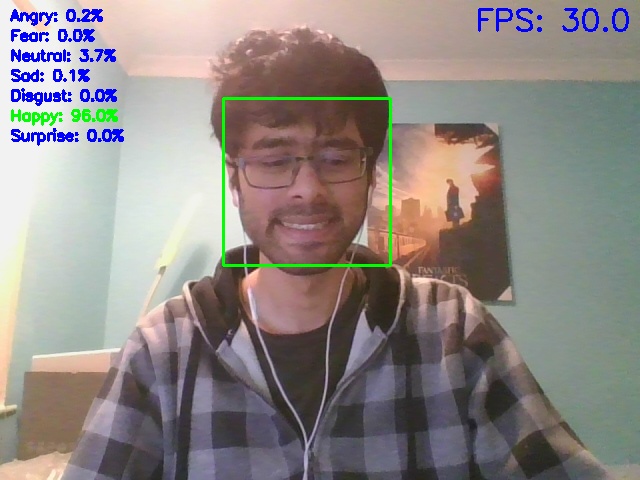 Angry: 0.2%
Fear: 0.0%
Neutral: 3.7%
Sad: 0.1%
Disgust: 0.0%
Happy: 96.0%
Surprise: 0.0%
FPS: 30.0
FANTASTIC
BEASTS